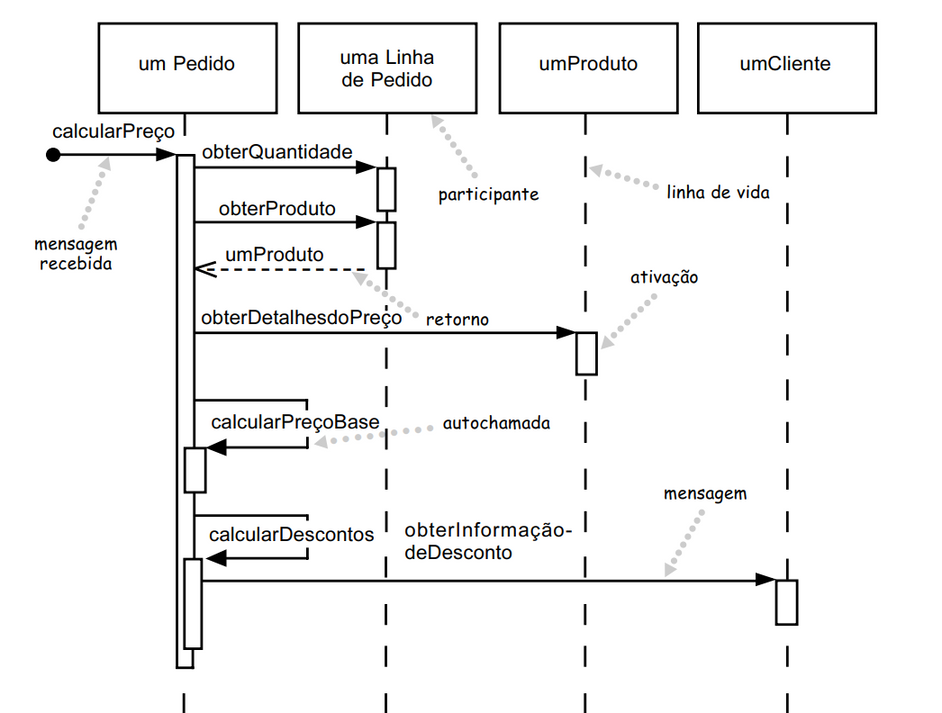 um Pedido
uma Linha
de Pedido
umProduto
umCliente
calcularPreço
obterQuantidade
participante
linha de vida
obterProduto
mensagem
recebida
umProduto
ativação
obterDetalhesdoPreço
retorno
calcularPreçoBase
autochamada
mensagem
calcularDescontos
obterInformação-
deDesconto